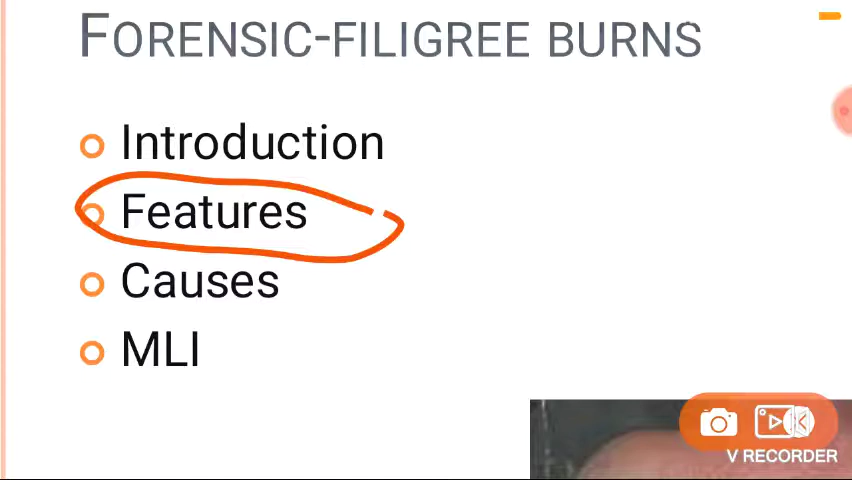 FORENSIC-FILIGREE BURNS
Introduction
Features
Causes
MLI
V RECORDER